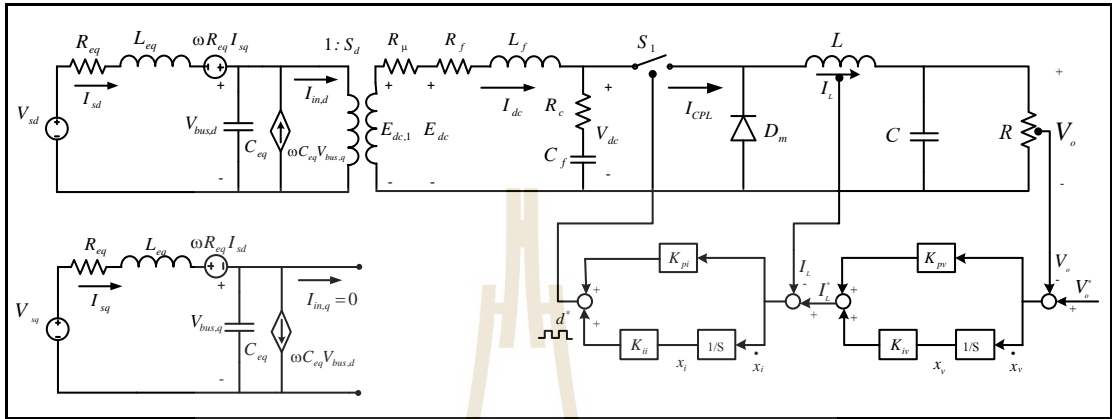 R_eq L_eq ωR_eq I_sq 1 : S_d R_μ R_f L_f S_1 L
I_sd + I_in,d + + I_dc R_c + I_CPL I_L +
V_sd V_bus,d C_eq ωC_eq V_bus,q E_dc,1 E_dc V_dc D_m C R V_o
C_f
- - - - -
R_eq L_eq ωR_eq I_sd
I_sq + I_in,q = 0
V_sq V_bus,q C_eq ωC_eq V_bus,d
-
K_pi I_L K_pv V_o
+ - I_L^* + - V_o^*
d^* + + + +
K_ii 1/S K_iv 1/S
x_i ẋ_i x_v ẋ_v